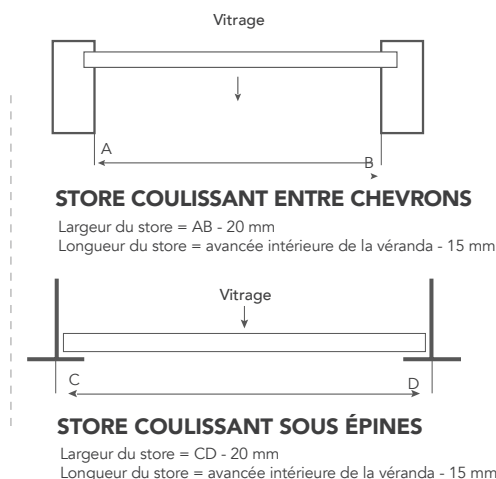 Vitrage
A
B
STORE COULISSANT ENTRE CHEVRONS
Largeur du store = AB - 20 mm
Longueur du store = avancée intérieure de la véranda - 15 mm
Vitrage
C
D
STORE COULISSANT SOUS ÉPINES
Largeur du store = CD - 20 mm
Longueur du store = avancée intérieure de la véranda - 15 mm